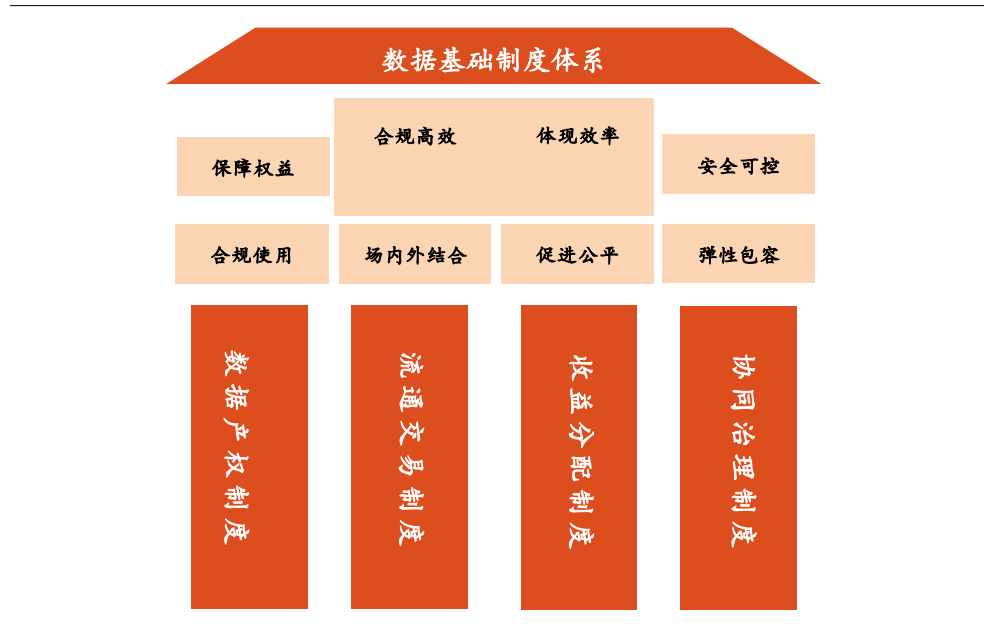 数据基础制度体系
合规高效
体现效率
保障权益
安全可控
合规使用
场内外结合
促进公平
弹性包容
数据产权制度
流通交易制度
收益分配制度
协同治理制度